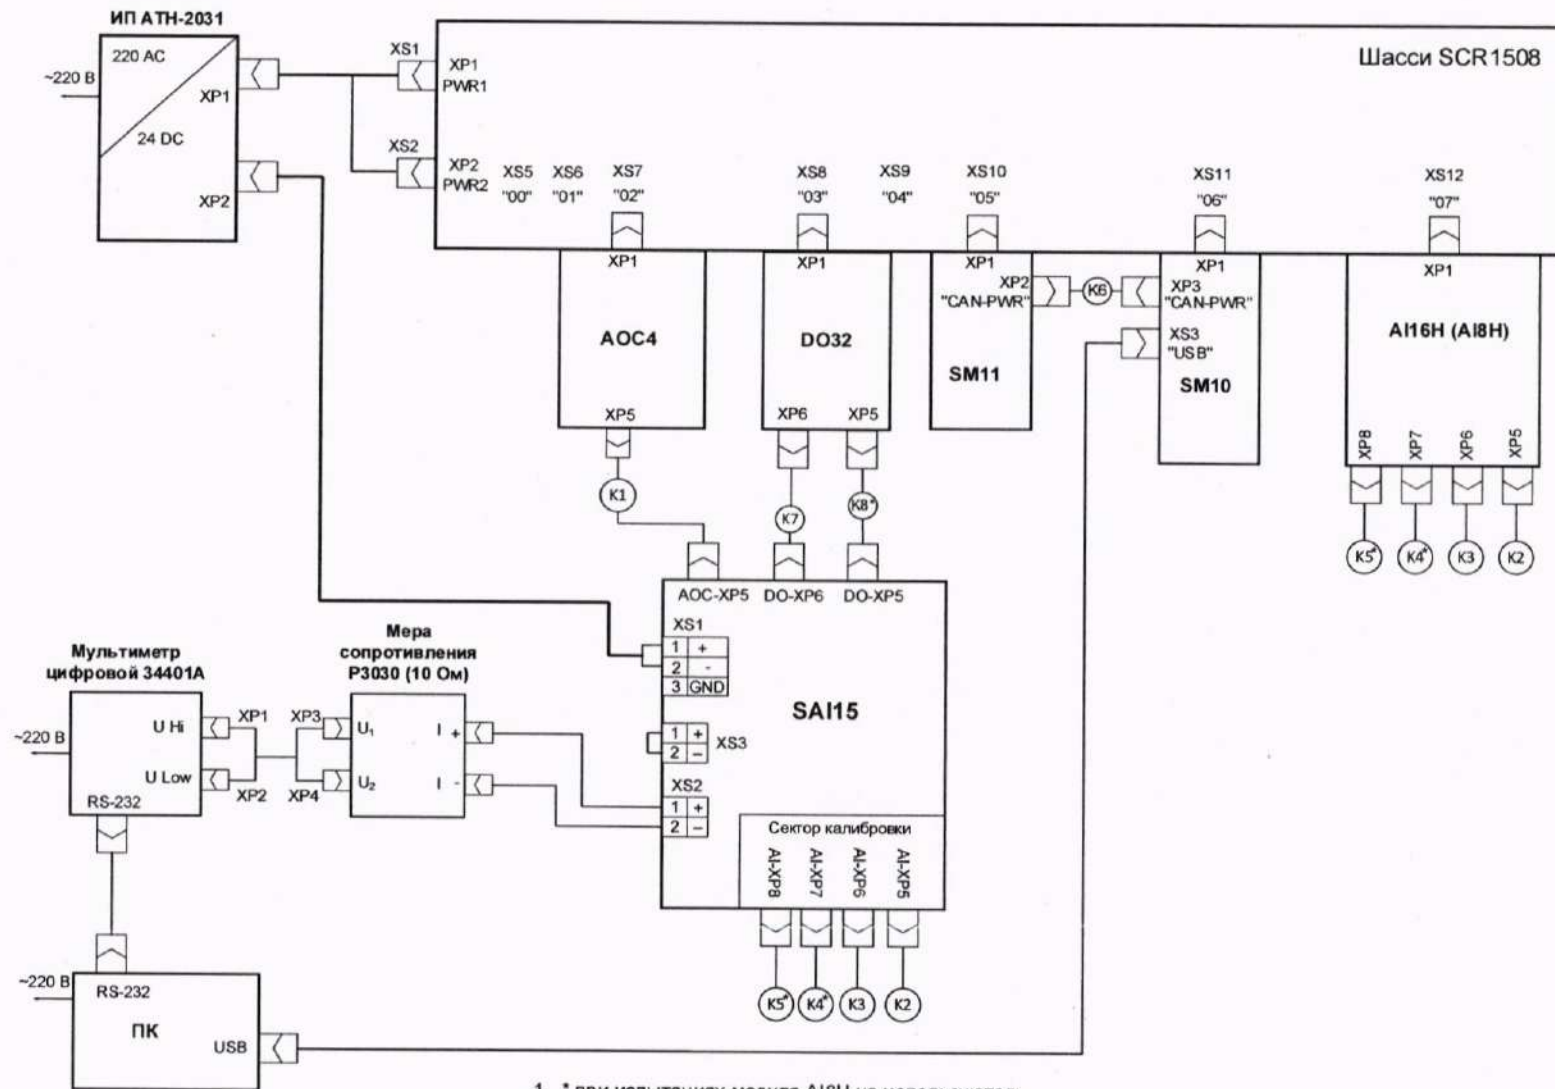 ИП АТН-2031
220 AC
~220 В
XP1
24 DC
XP2
XS1
XP1
PWR1
XS2
XP2
PWR2
Шасси SCR1508
XS5
"00"
XS6
"01"
XS7
"02"
XS8
"03"
XS9
"04"
XS10
"05"
XS11
"06"
XS12
"07"
XP1
AOC4
XP5
XP1
DO32
XP6
XP5
XP1
XP2
"CAN-PWR"
SM11
K6
XP1
XP3
"CAN-PWR"
XS3
"USB"
SM10
XP1
AI16H (AI8H)
XP8
XP7
XP6
XP5
K5*
K4*
K3
K2
K1
K7
K8*
AOC-XP5
DO-XP6
DO-XP5
XS1
1 +
2 -
3 GND
SAI15
1 +
2 –
XS3
XS2
1 +
2 –
Сектор калибровки
AI-XP8
AI-XP7
AI-XP6
AI-XP5
K5*
K4*
K3
K2
Мультиметр
цифровой 34401А
~220 В
U Hi
U Low
RS-232
XP1
XP2
Мера
сопротивления
Р3030 (10 Ом)
XP3
XP4
U1
U2
I +
I -
~220 В
RS-232
ПК
USB